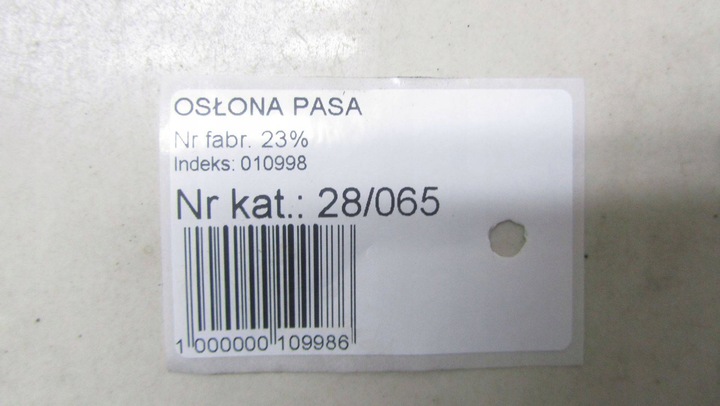 OSŁONA PASA
Nr fabr. 23%
Indeks: 010998
Nr kat.: 28/065
1 000000 109986